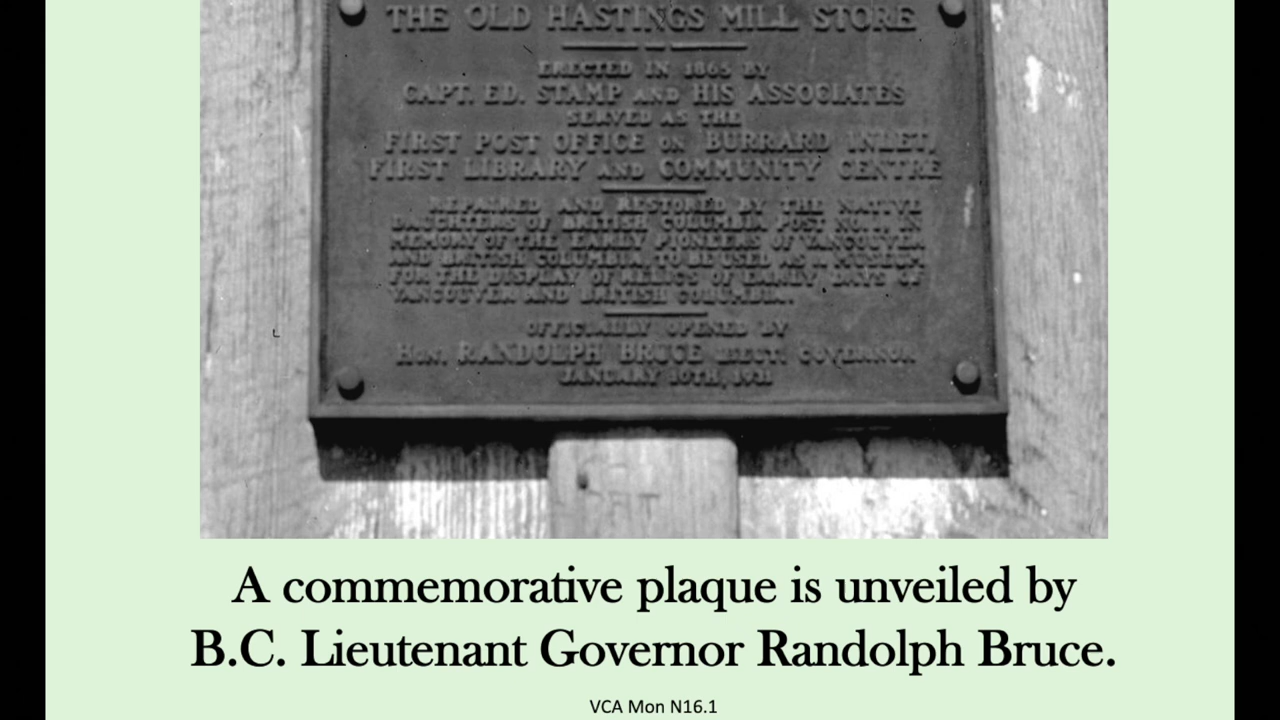 THE OLD HASTINGS MILL STORE
ERECTED IN 1865 BY
CAPT. ED. STAMP AND HIS ASSOCIATES
SERVED AS THE
FIRST POST OFFICE ON BURRARD INLET,
FIRST LIBRARY AND COMMUNITY CENTRE
REPAIRED AND RESTORED BY THE NATIVE
DAUGHTERS OF BRITISH COLUMBIA POST NO. 1, IN
MEMORY OF THE EARLY PIONEERS OF VANCOUVER
AND BRITISH COLUMBIA. TO BE USED AS A MUSEUM
FOR THE DISPLAY OF RELICS OF EARLY DAYS OF
VANCOUVER AND BRITISH COLUMBIA.
OFFICIALLY OPENED BY
HON. RANDOLPH BRUCE LIEUT. GOVERNOR
JANUARY 10TH, 1931
A commemorative plaque is unveiled by
B.C. Lieutenant Governor Randolph Bruce.
VCA Mon N16.1